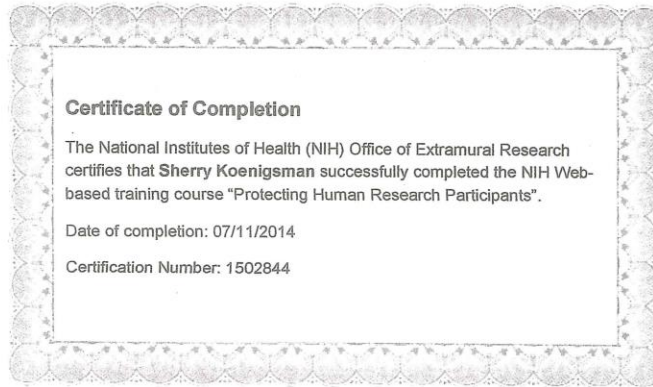 Certificate of Completion
The National Institutes of Health (NIH) Office of Extramural Research
certifies that Sherry Koenigsman successfully completed the NIH Web-
based training course “Protecting Human Research Participants”.
Date of completion: 07/11/2014
Certification Number: 1502844